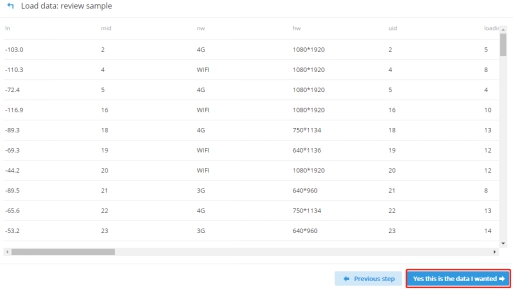 Load data: review sample
ln mid nw hw uid loade
-103.0 2 4G 1080*1920 2 5
-110.3 4 WIFI 1080*1920 4 8
-72.4 5 4G 1080*1920 5 4
-116.9 16 WIFI 1080*1920 16 10
-89.3 18 4G 750*1134 18 13
-69.3 19 WIFI 640*1136 19 12
-44.2 20 WIFI 1080*1920 20 12
-89.5 21 3G 640*960 21 8
-65.6 22 4G 750*1134 22 13
-53.2 23 3G 640*960 23 14
Previous step Yes this is the data I wanted